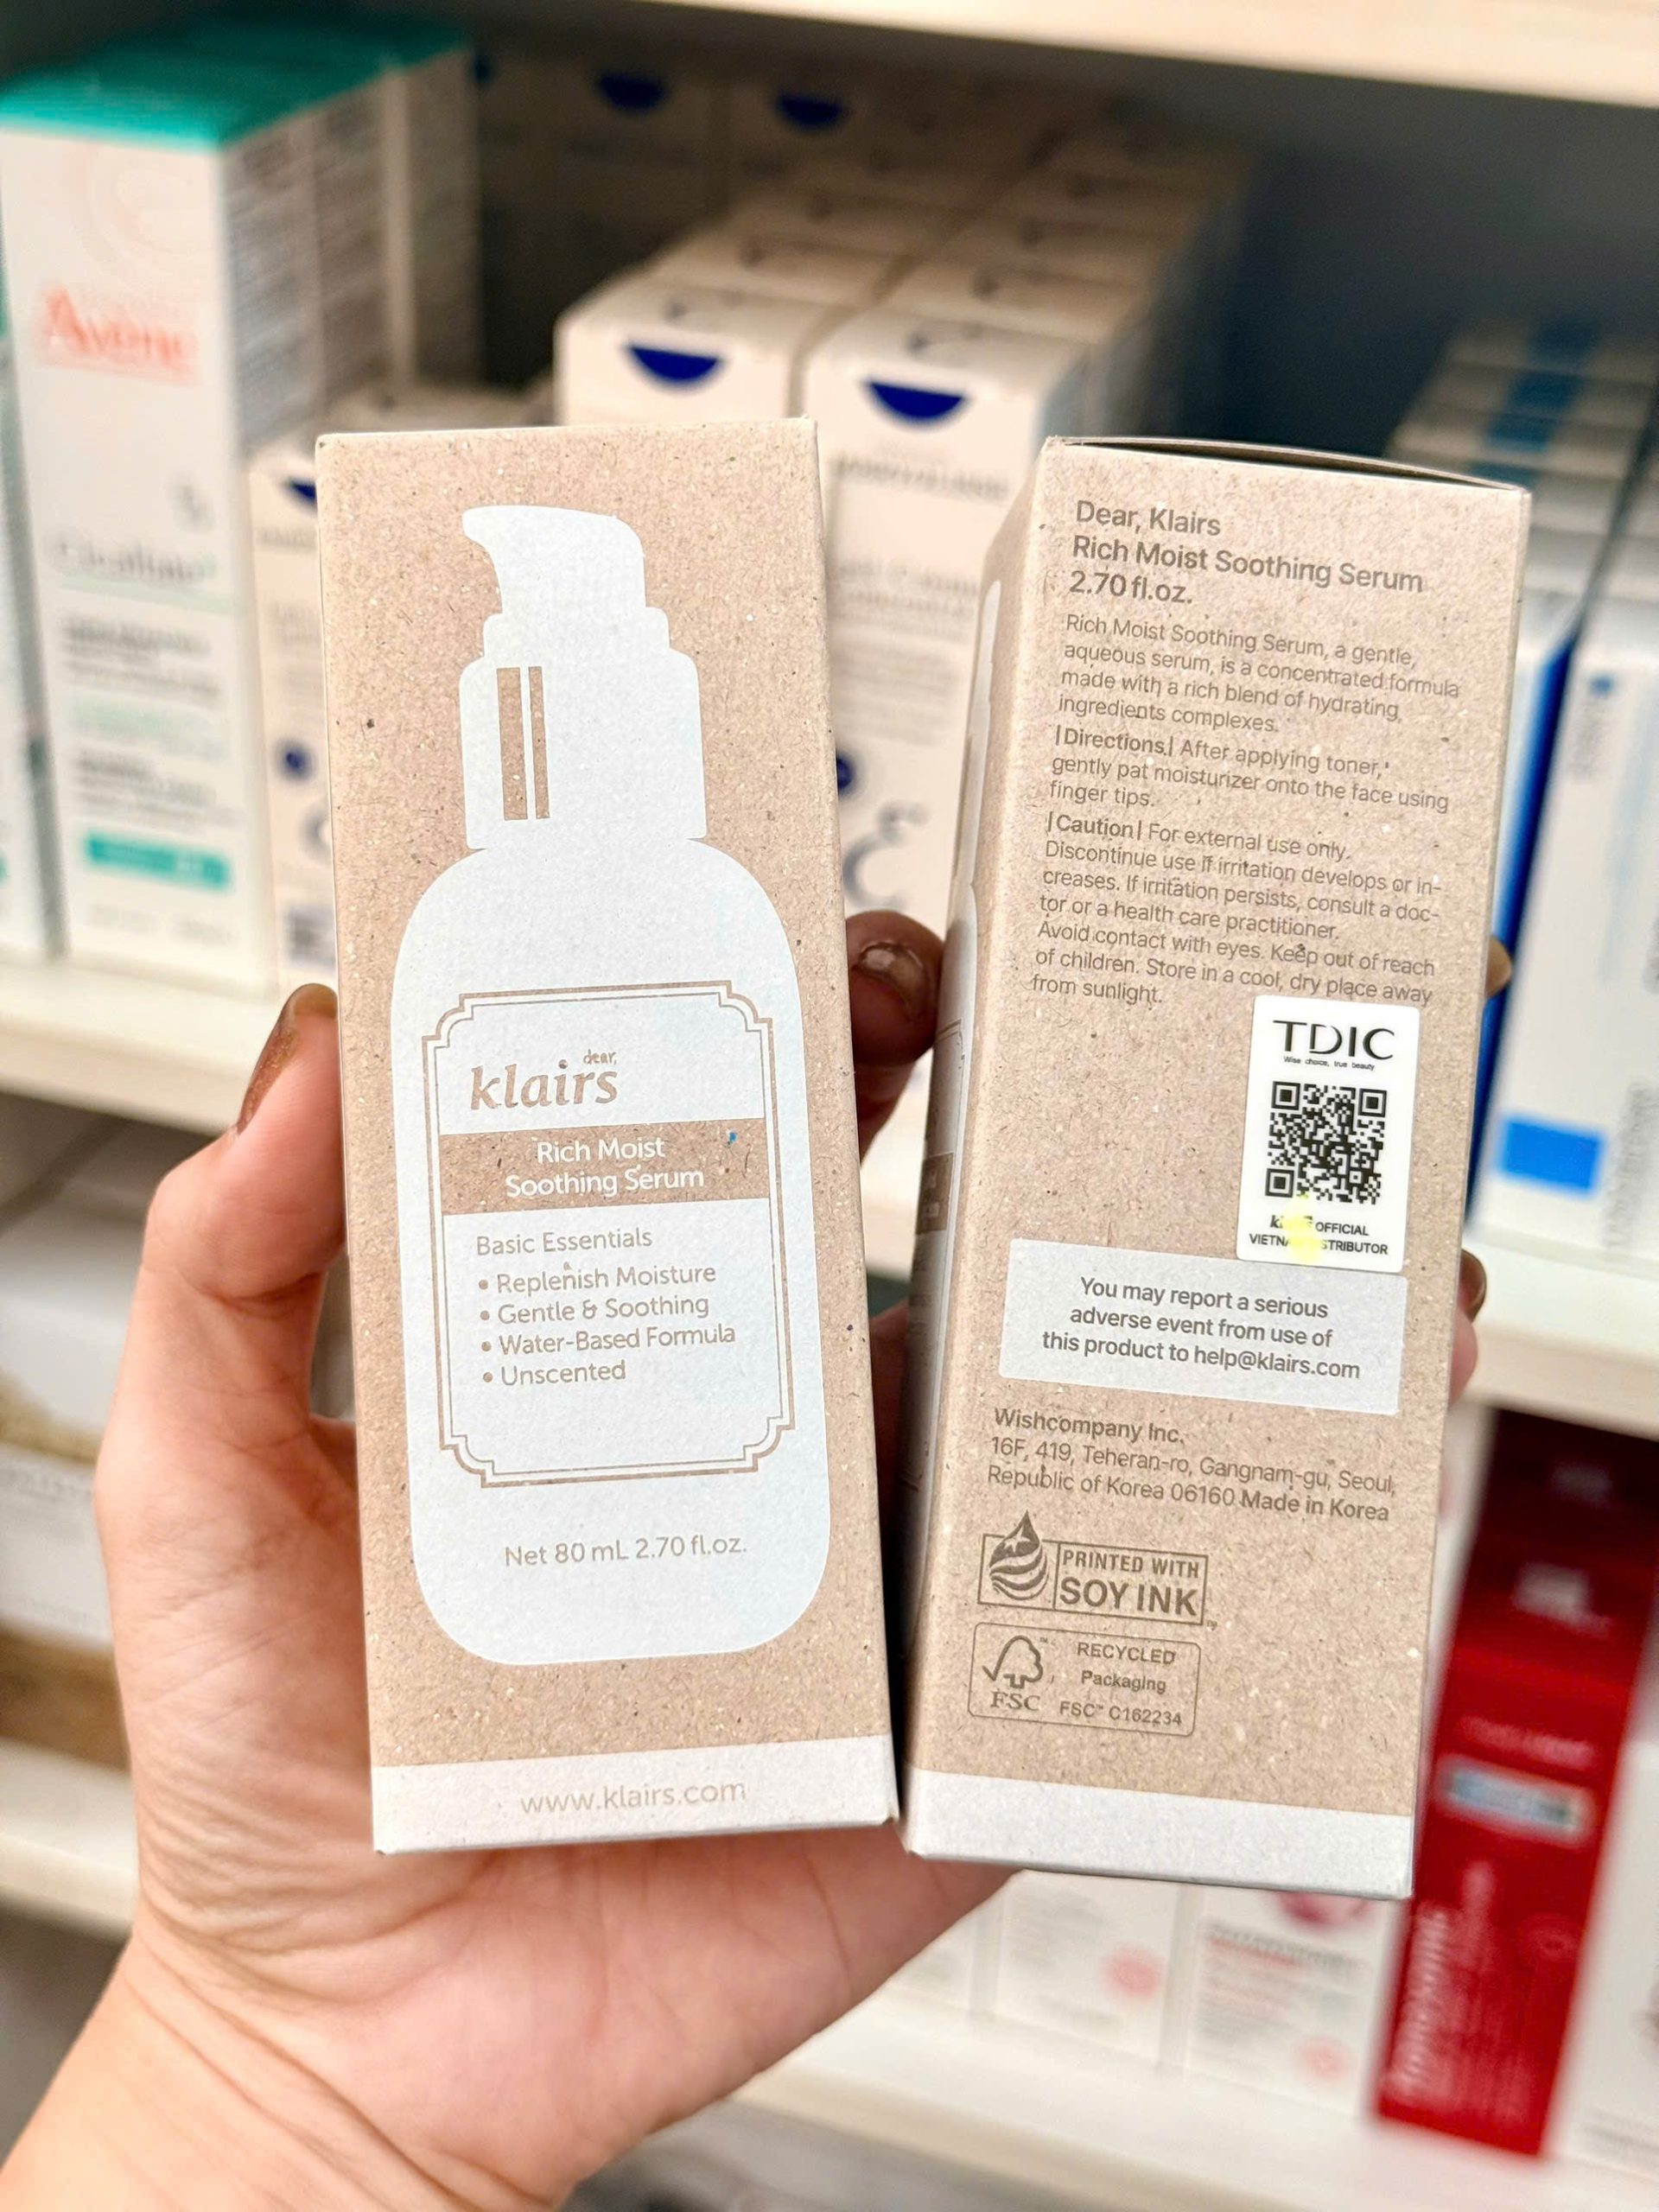 Avène
dear,
klairs
Rich Moist
Soothing Serum
Basic Essentials
• Replenish Moisture
• Gentle & Soothing
• Water-Based Formula
• Unscented
Net 80 mL 2.70 fl.oz.
www.klairs.com
Dear, Klairs
Rich Moist Soothing Serum
2.70 fl.oz.
Rich Moist Soothing Serum, a gentle,
aqueous serum, is a concentrated formula
made with a rich blend of hydrating
ingredients complexes.
|Directions| After applying toner,
gently pat moisturizer onto the face using
finger tips.
|Caution| For external use only.
Discontinue use if irritation develops or in-
creases. If irritation persists, consult a doc-
tor or a health care practitioner.
Avoid contact with eyes. Keep out of reach
of children. Store in a cool, dry place away
from sunlight.
TDIC
Wise choice, true beauty
OFFICIAL
You may report a serious
adverse event from use of
this product to help@klairs.com
Wishcompany Inc.
16F, 419, Teheran-ro, Gangnam-gu, Seoul,
Republic of Korea 06160 Made in Korea
PRINTED WITH
SOY INK
RECYCLED
Packaging
FSC
FSC™ C162234